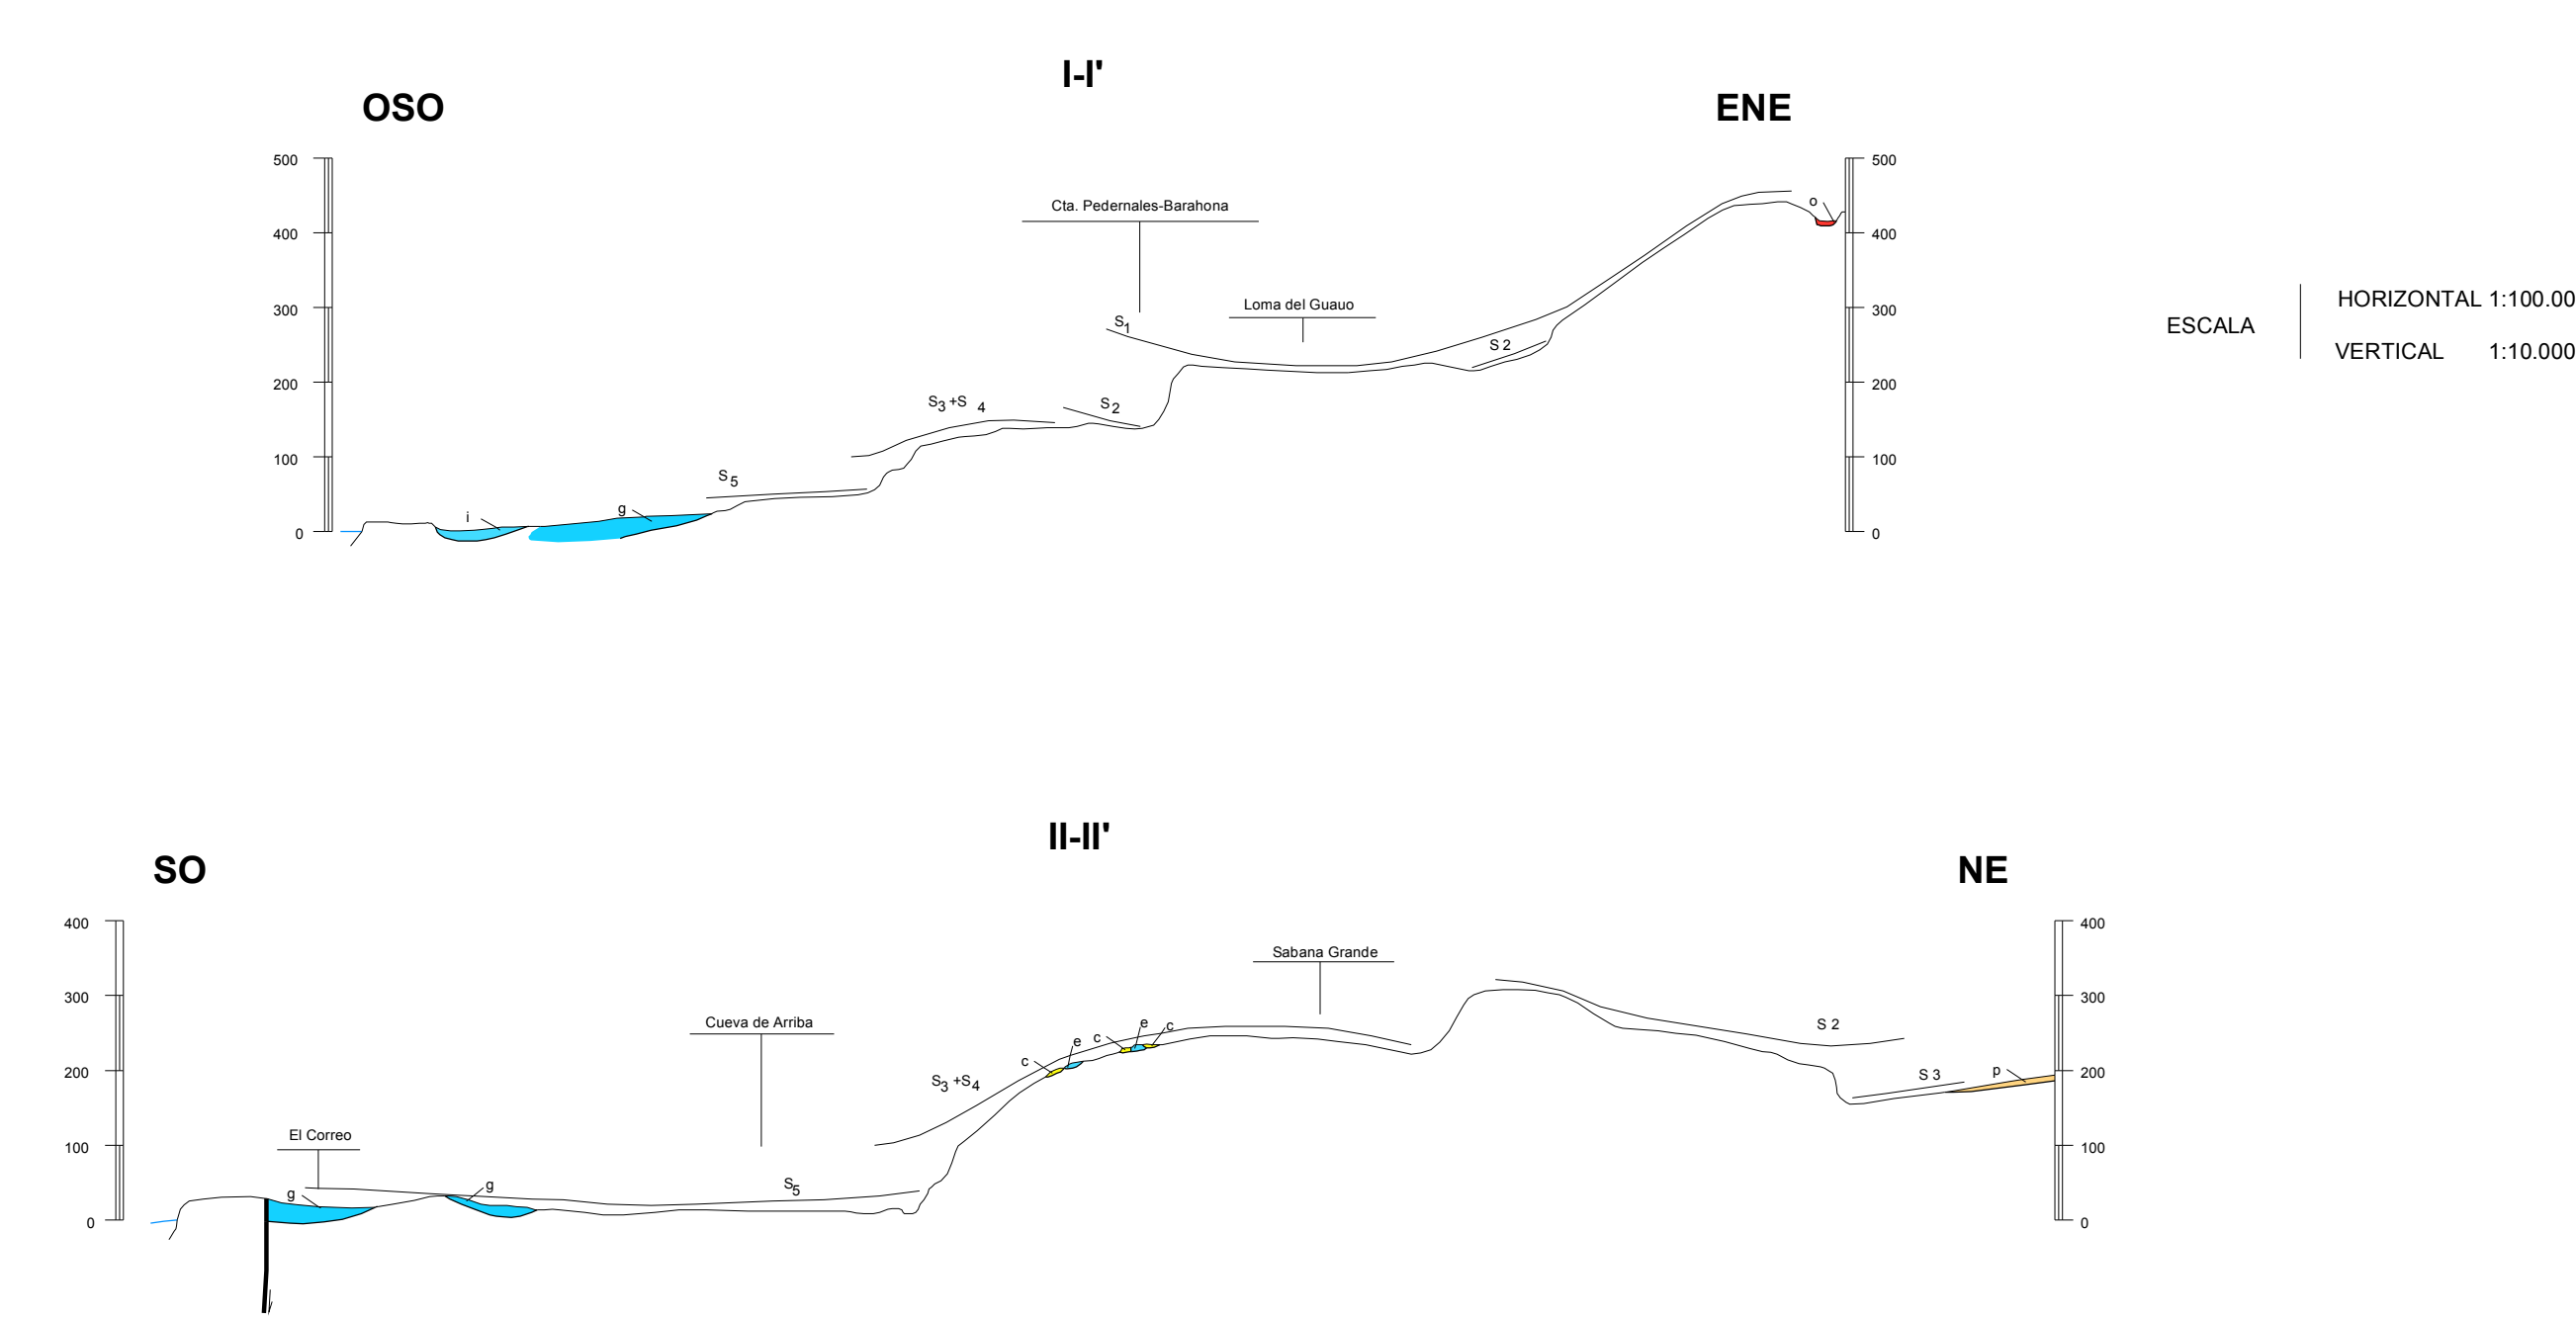 I-I'
OSO
ENE
500
400
300
200
100
0
500
400
300
200
100
0
Cta. Pedernales-Barahona
Loma del Guauo
S1
S 2
S3 +S 4
S2
S5
i
g
o
ESCALA
HORIZONTAL 1:100.00
VERTICAL 1:10.000
II-II'
SO
NE
400
300
200
100
0
400
300
200
100
0
Sabana Grande
Cueva de Arriba
El Correo
S3 +S4
S5
S 2
S 3
g
g
c
e
c
e
c
p